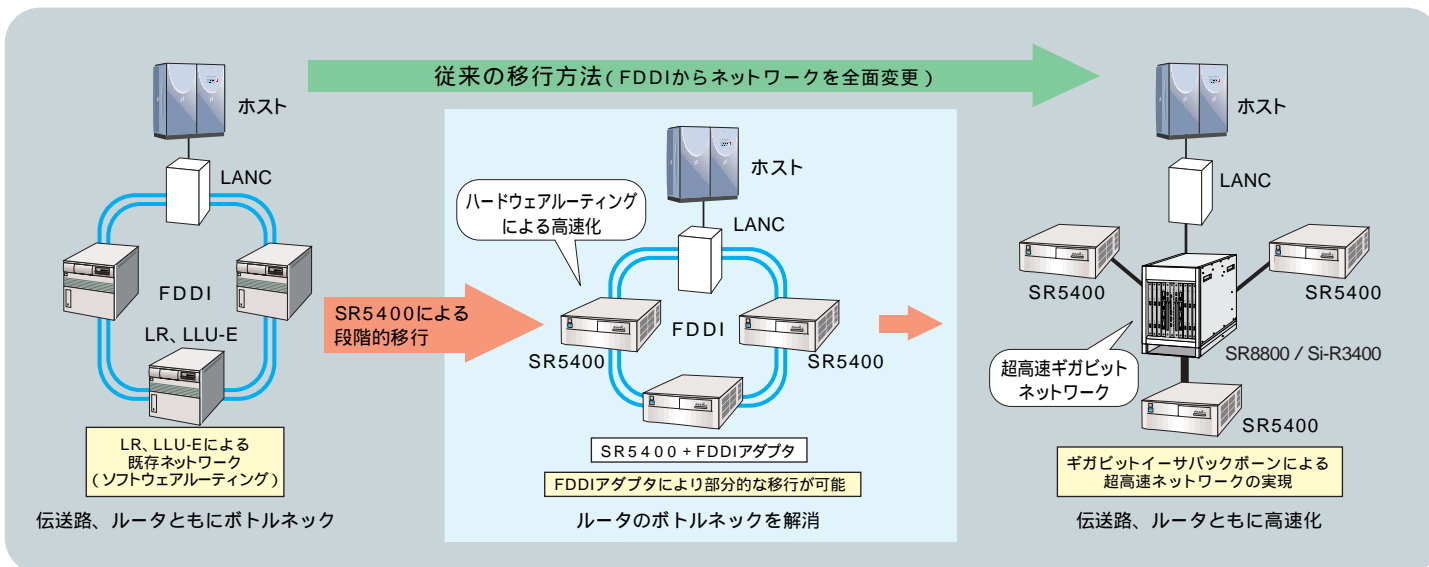 従来の移行方法(FDDIからネットワークを全面変更)
ホスト
LANC
FDDI
LR、LLU-E
LR、LLU-Eによる
既存ネットワーク
(ソフトウェアルーティング)
伝送路、ルータともにボトルネック
SR5400による
段階的移行
ホスト
ハードウェアルーティング
による高速化
LANC
FDDI
SR5400
SR5400
SR5400+FDDIアダプタ
FDDIアダプタにより部分的な移行が可能
ルータのボトルネックを解消
ホスト
LANC
SR5400
SR5400
SR8800 / Si-R3400
超高速ギガビット
ネットワーク
SR5400
ギガビットイーサバックボーンによる
超高速ネットワークの実現
伝送路、ルータともに高速化